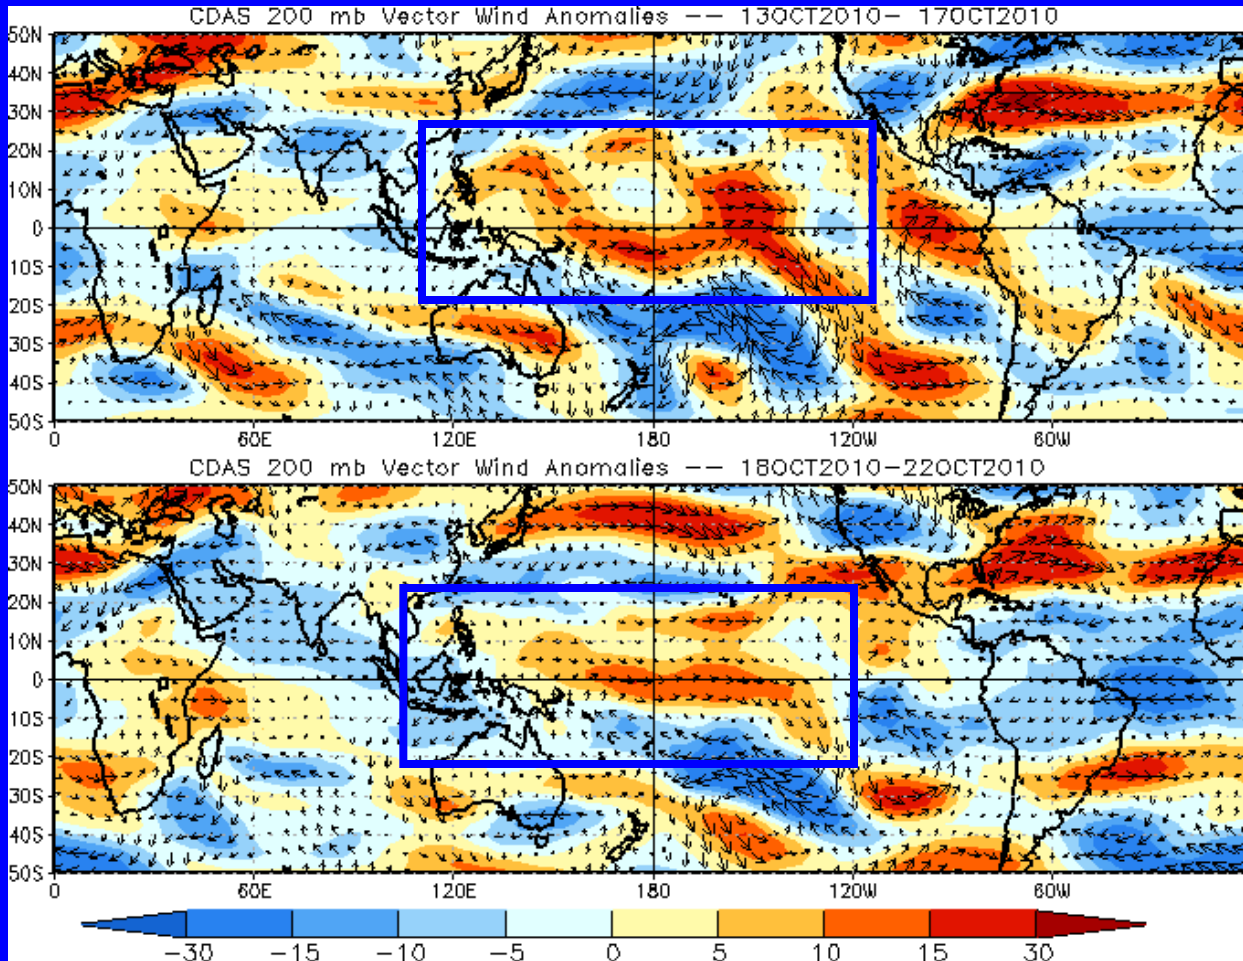 CDAS 200 mb Vector Wind Anomalies -- 13OCT2010- 17OCT2010
50N
40N
30N
20N
10N
0
10S
20S
30S
40S
50S
0 60E 120E 180 120W 60W
CDAS 200 mb Vector Wind Anomalies -- 18OCT2010-22OCT2010
50N
40N
30N
20N
10N
0
10S
20S
30S
40S
50S
0 60E 120E 180 120W 60W
-30 -15 -10 -5 0 5 10 15 30